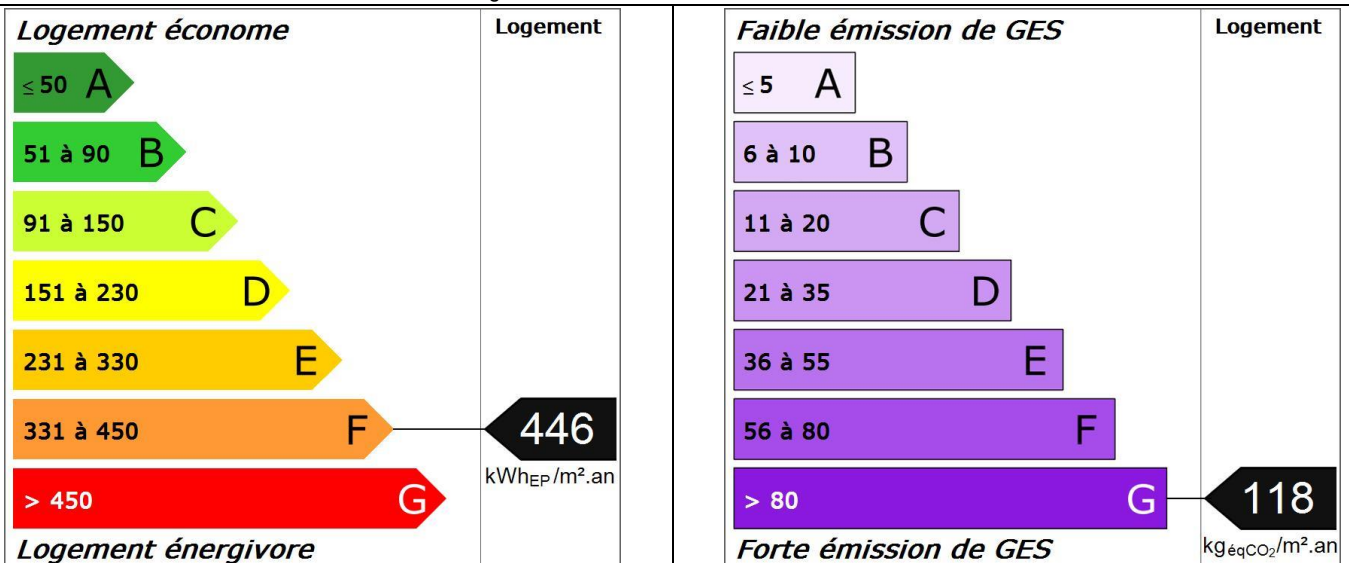 Logement économe Logement
≤ 50 A
51 à 90 B
91 à 150 C
151 à 230 D
231 à 330 E
331 à 450 F 446
kWhEP/m².an
> 450 G
Logement énergivore
Faible émission de GES Logement
≤ 5 A
6 à 10 B
11 à 20 C
21 à 35 D
36 à 55 E
56 à 80 F
> 80 G 118
kgéqCO2/m².an
Forte émission de GES